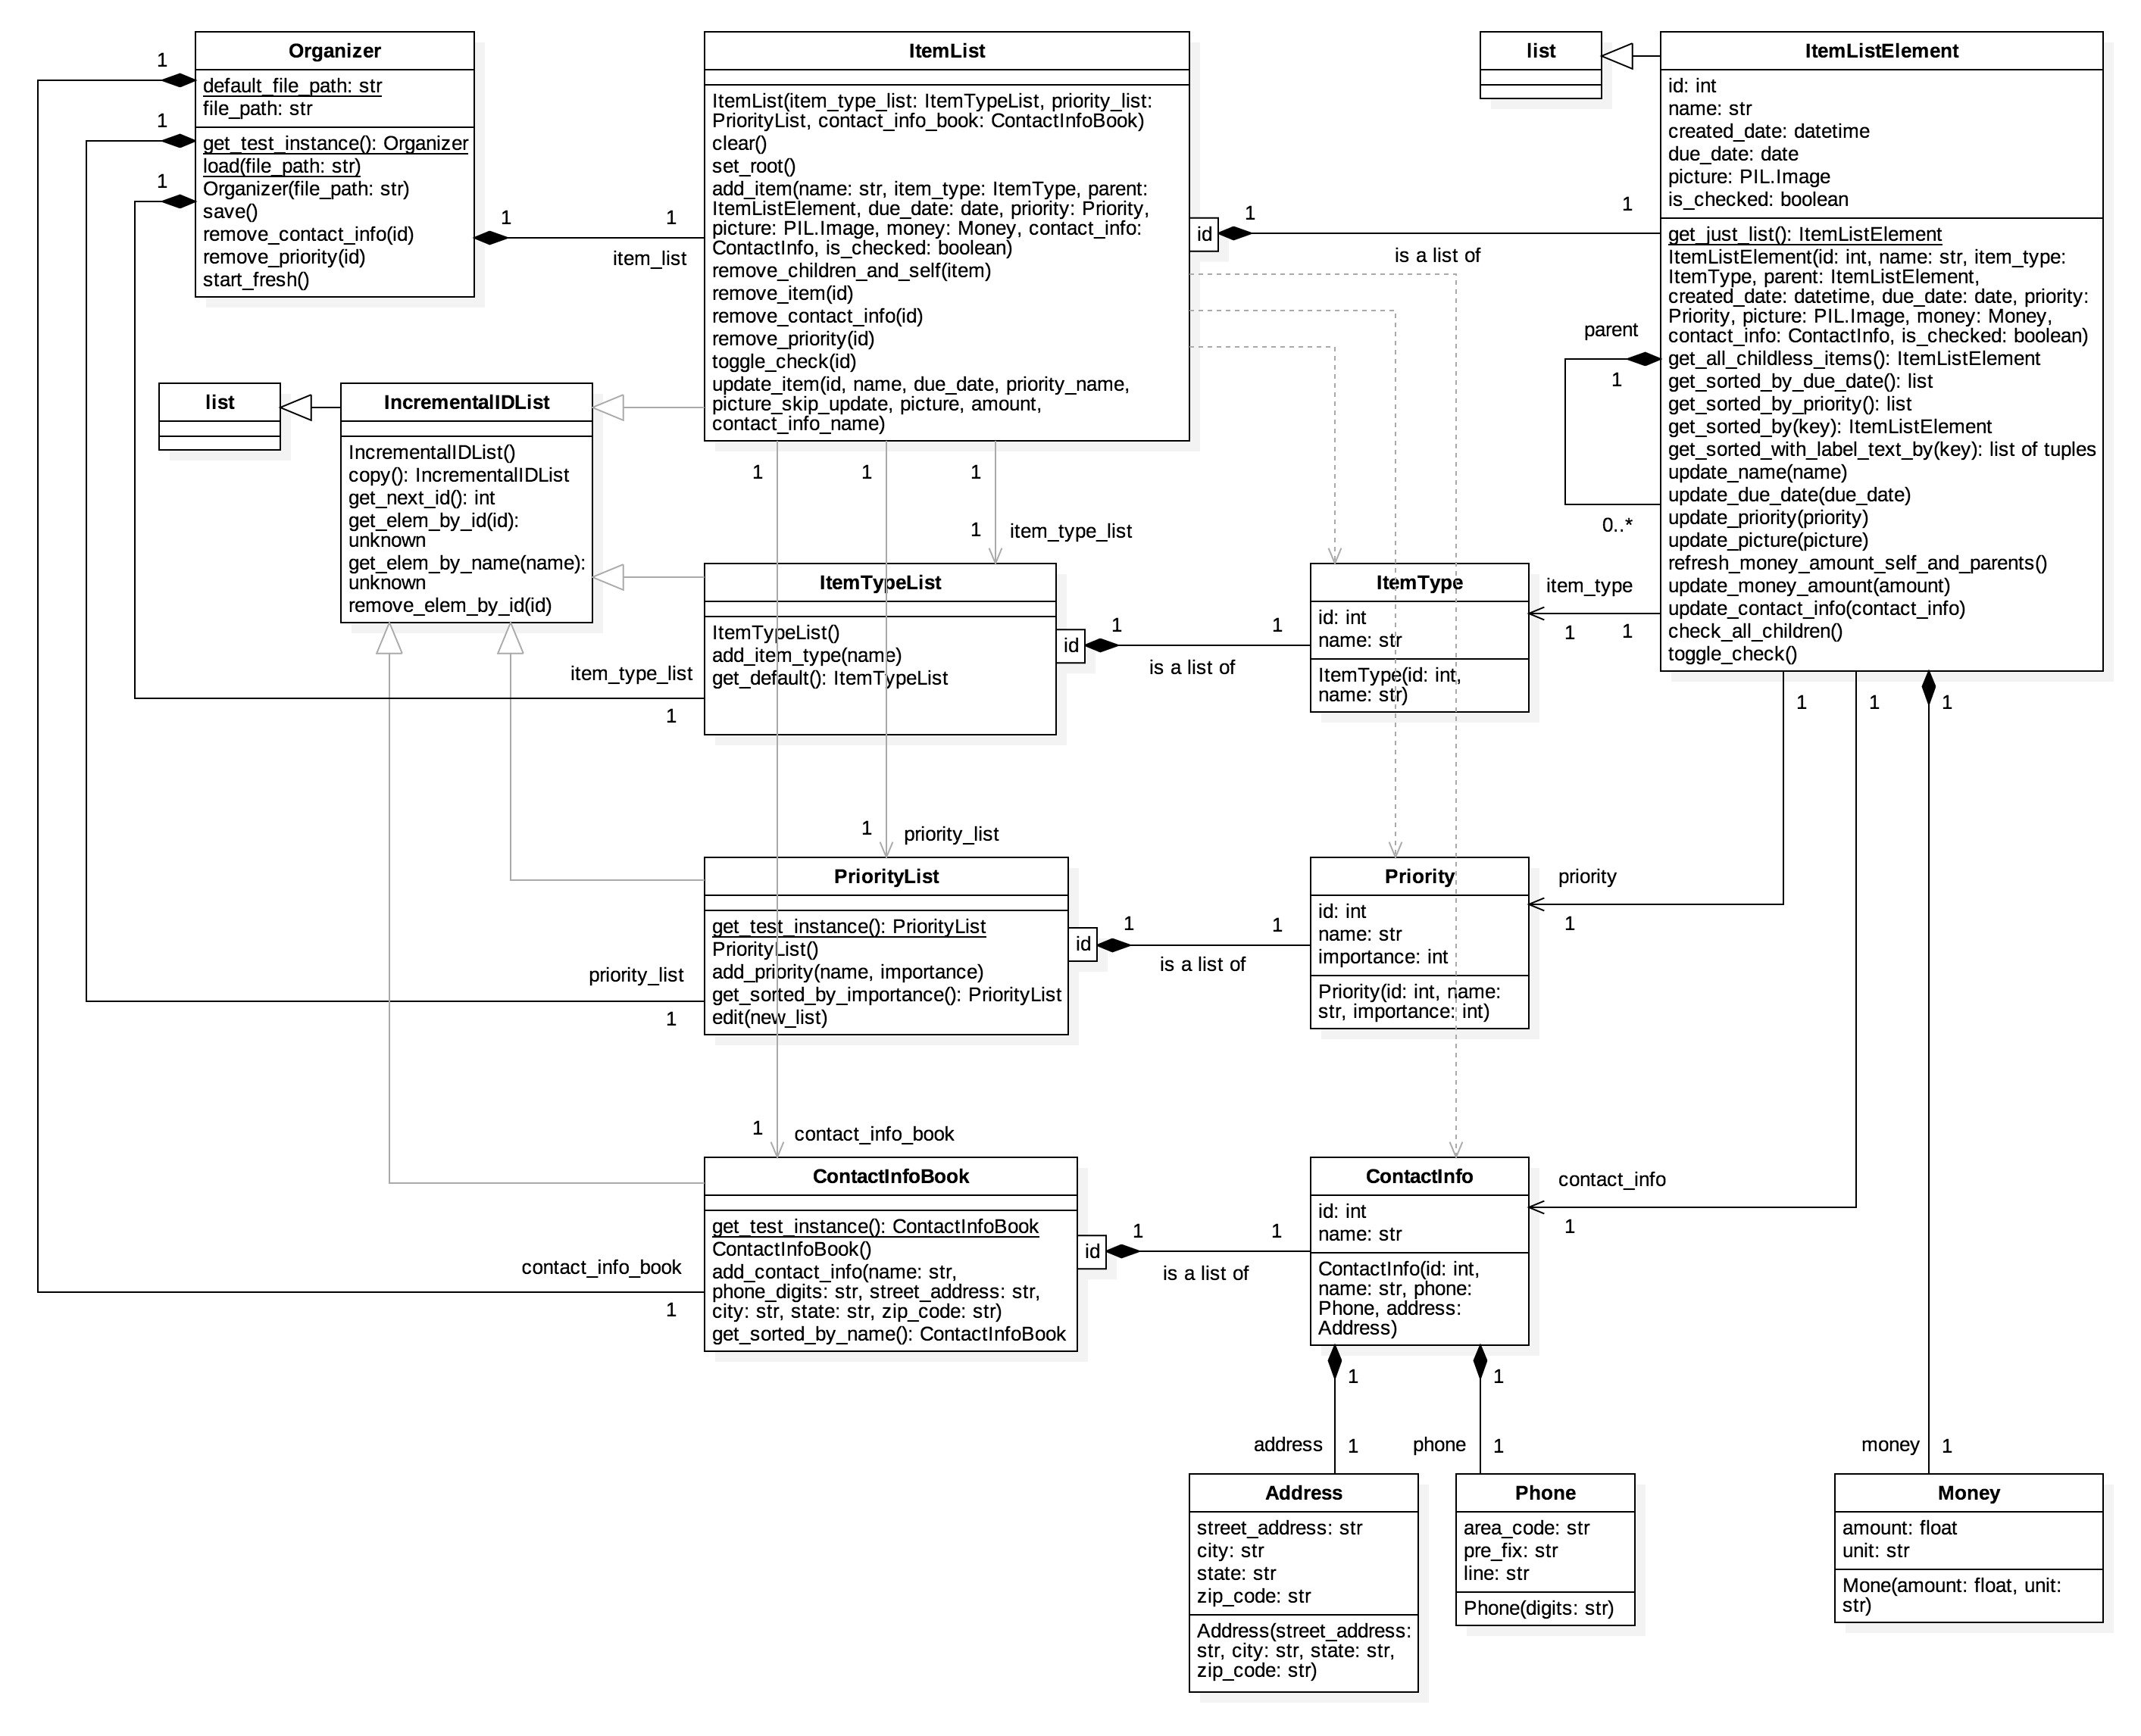 Organizer
default_file_path: str
file_path: str
get_test_instance(): Organizer
load(file_path: str)
Organizer(file_path: str)
save()
remove_contact_info(id)
remove_priority(id)
start_fresh()
1
1
1
1
1
item_list
ItemList
ItemList(item_type_list: ItemTypeList, priority_list:
PriorityList, contact_info_book: ContactInfoBook)
clear()
set_root()
add_item(name: str, item_type: ItemType, parent:
ItemListElement, due_date: date, priority: Priority,
picture: PIL.Image, money: Money, contact_info:
ContactInfo, is_checked: boolean)
remove_children_and_self(item)
remove_item(id)
remove_contact_info(id)
remove_priority(id)
toggle_check(id)
update_item(id, name, due_date, priority_name,
picture_skip_update, picture, amount,
contact_info_name)
id
1
1
is a list of
list
ItemListElement
id: int
name: str
created_date: datetime
due_date: date
picture: PIL.Image
is_checked: boolean
get_just_list(): ItemListElement
ItemListElement(id: int, name: str, item_type:
ItemType, parent: ItemListElement,
created_date: datetime, due_date: date, priority:
Priority, picture: PIL.Image, money: Money,
contact_info: ContactInfo, is_checked: boolean)
get_all_childless_items(): ItemListElement
get_sorted_by_due_date(): list
get_sorted_by_priority(): list
get_sorted_by(key): ItemListElement
get_sorted_with_label_text_by(key): list of tuples
update_name(name)
update_due_date(due_date)
update_priority(priority)
update_picture(picture)
refresh_money_amount_self_and_parents()
update_money_amount(amount)
update_contact_info(contact_info)
check_all_children()
toggle_check()
parent
1
0..*
item_type
1
1
1
1
1
list
IncrementalIDList
IncrementalIDList()
copy(): IncrementalIDList
get_next_id(): int
get_elem_by_id(id):
unknown
get_elem_by_name(name):
unknown
remove_elem_by_id(id)
1
1
1
1
item_type_list
ItemTypeList
ItemTypeList()
add_item_type(name)
get_default(): ItemTypeList
id
1
1
is a list of
item_type_list
1
ItemType
id: int
name: str
ItemType(id: int,
name: str)
1
priority_list
PriorityList
get_test_instance(): PriorityList
PriorityList()
add_priority(name, importance)
get_sorted_by_importance(): PriorityList
edit(new_list)
id
1
1
is a list of
priority_list
1
Priority
id: int
name: str
importance: int
Priority(id: int, name:
str, importance: int)
priority
1
1
contact_info_book
ContactInfoBook
get_test_instance(): ContactInfoBook
ContactInfoBook()
add_contact_info(name: str,
phone_digits: str, street_address: str,
city: str, state: str, zip_code: str)
get_sorted_by_name(): ContactInfoBook
id
1
1
is a list of
contact_info_book
1
ContactInfo
id: int
name: str
ContactInfo(id: int,
name: str, phone:
Phone, address:
Address)
contact_info
1
1
1
address
1
phone
1
money
1
Address
street_address: str
city: str
state: str
zip_code: str
Address(street_address:
str, city: str, state: str,
zip_code: str)
Phone
area_code: str
pre_fix: str
line: str
Phone(digits: str)
Money
amount: float
unit: str
Mone(amount: float, unit:
str)